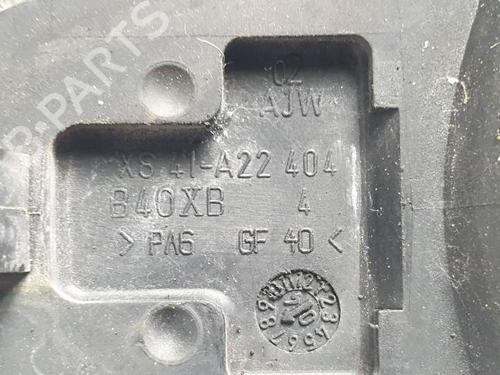 02
AJW
XS 41-A22 404
B40XB 4
> PA6 GF 40 <
B-PARTS